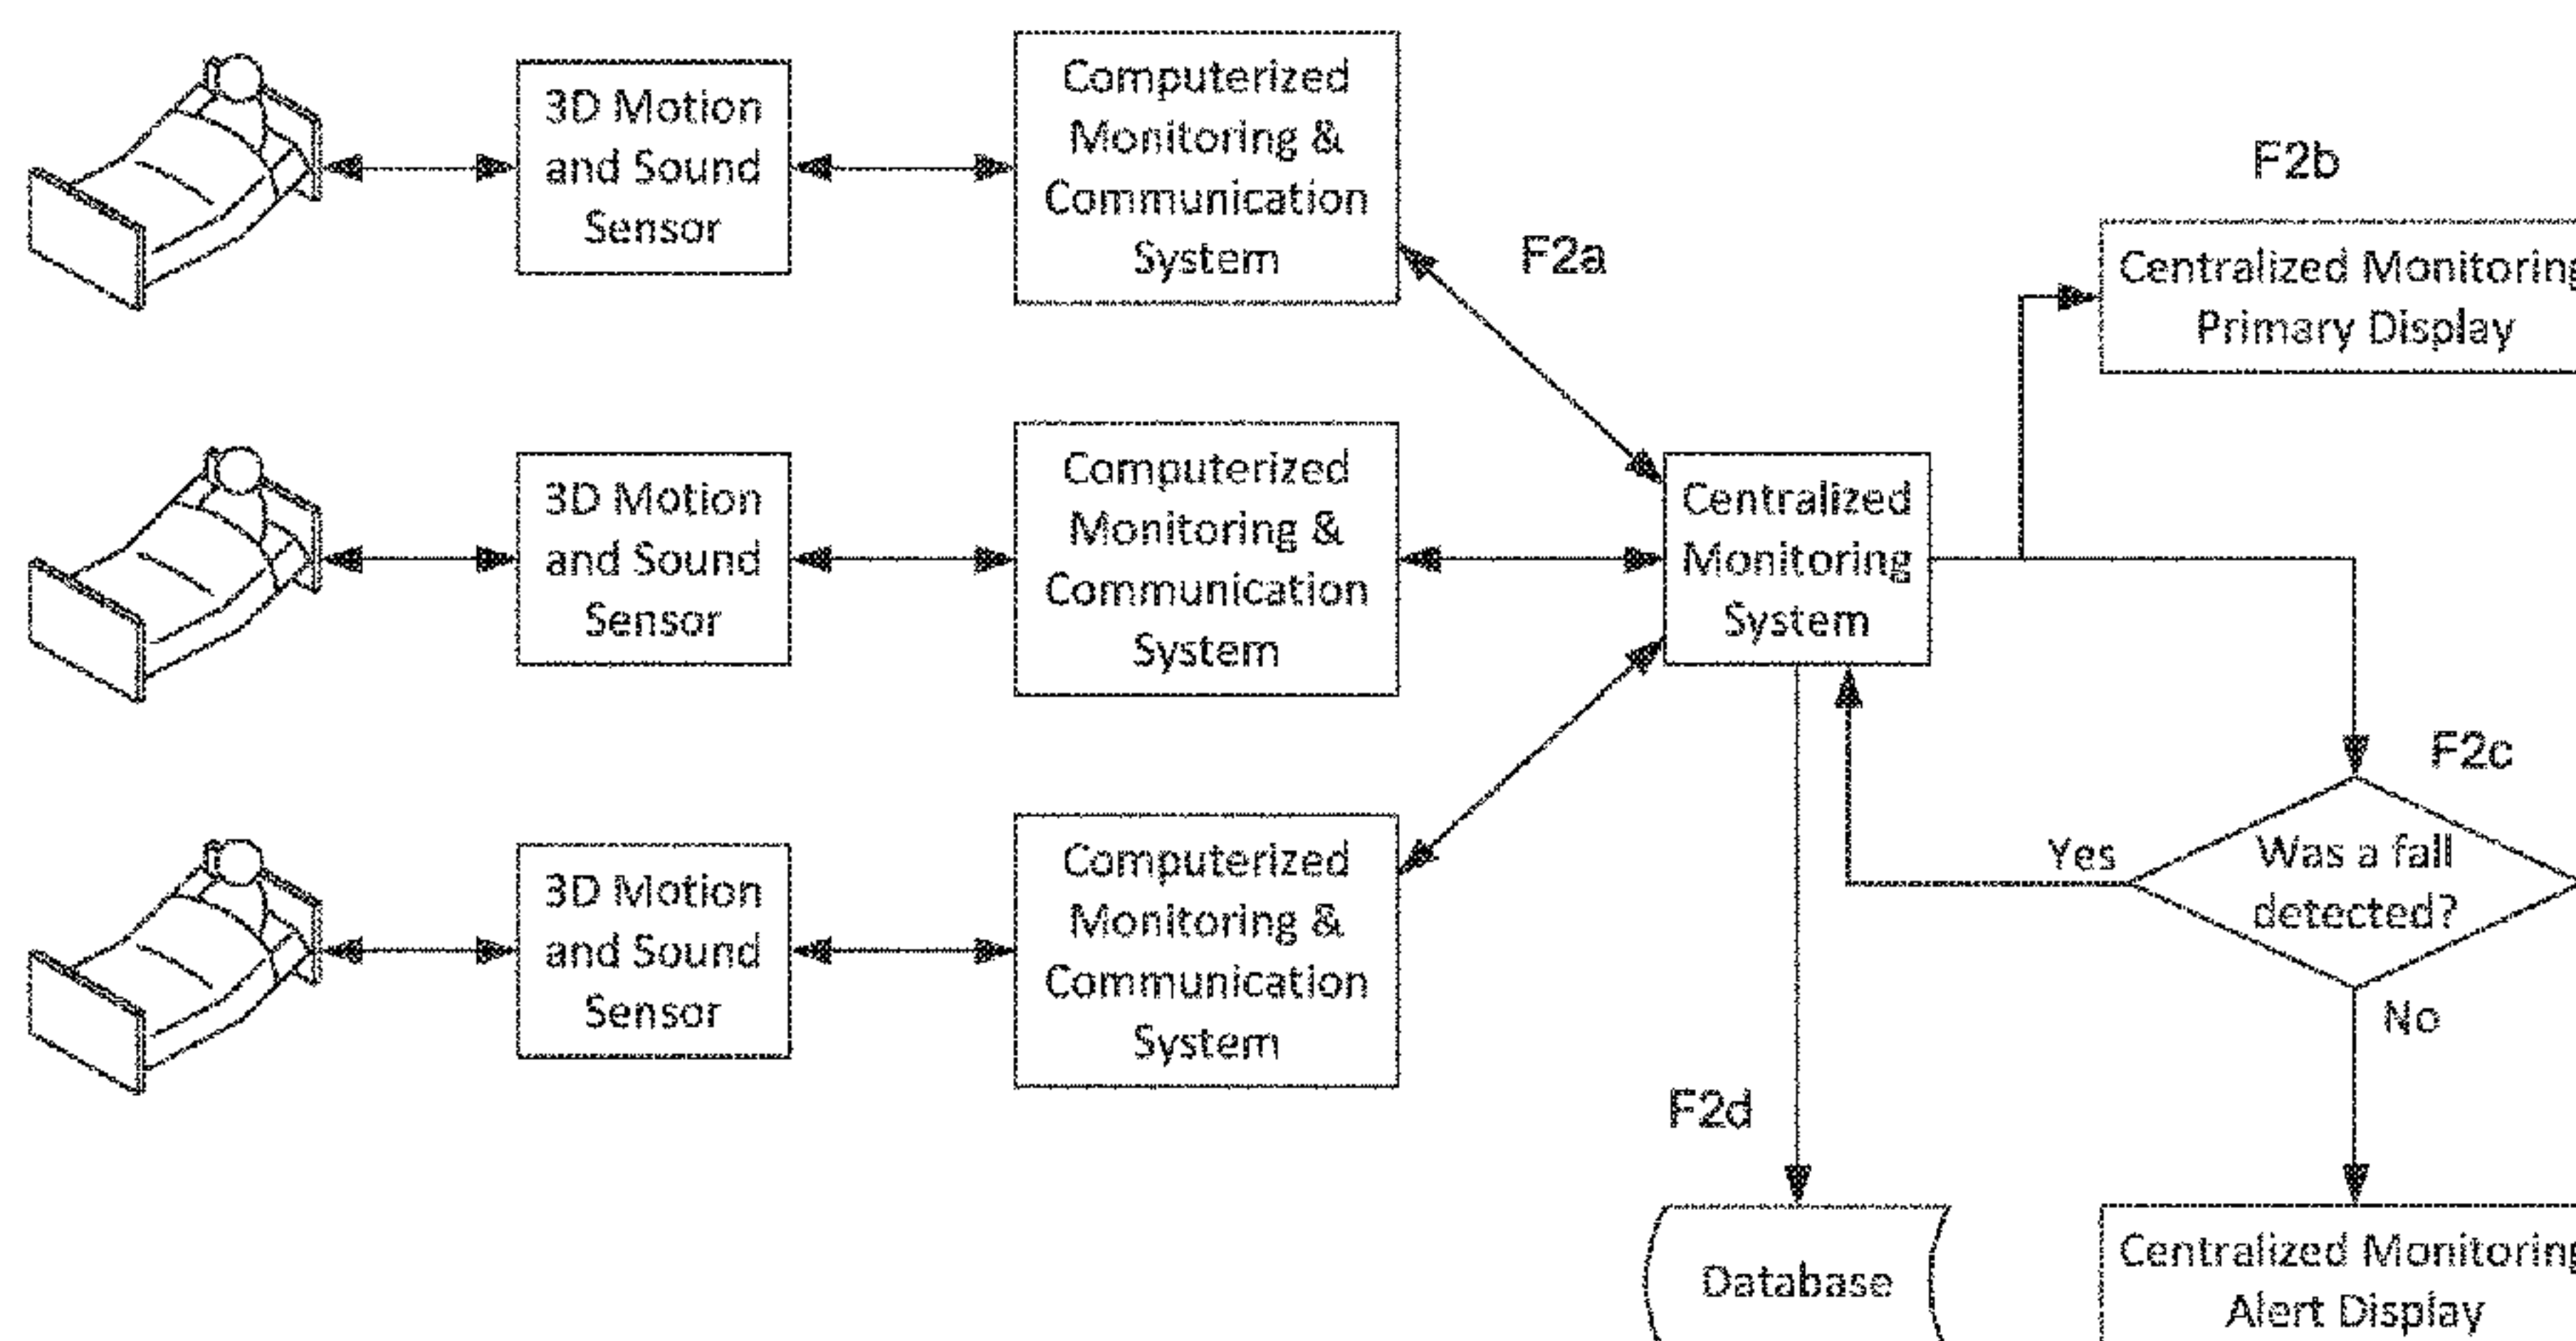 3D Motion
and Sound
Sensor
Computerized
Monitoring &
Communication
System
F2a
F2b
Centralized Monitoring
Primary Display
3D Motion
and Sound
Sensor
Computerized
Monitoring &
Communication
System
Centralized
Monitoring
System
F2c
Was a fall
detected?
Yes
No
3D Motion
and Sound
Sensor
Computerized
Monitoring &
Communication
System
F2d
Database
Centralized Monitoring
Alert Display